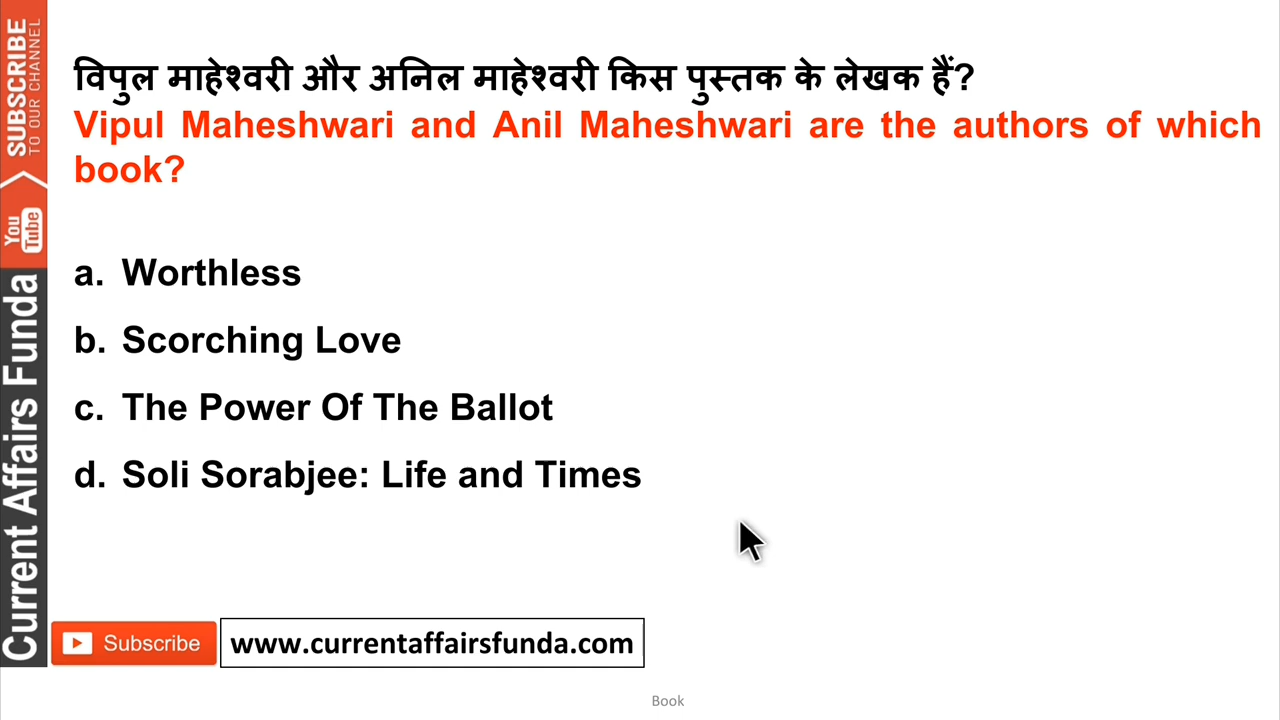 SUBSCRIBE
TO OUR CHANNEL
You
Tube
Current Affairs Funda
विपुल माहेश्वरी और अनिल माहेश्वरी किस पुस्तक के लेखक हैं?
Vipul Maheshwari and Anil Maheshwari are the authors of which
book?
a. Worthless
b. Scorching Love
c. The Power Of The Ballot
d. Soli Sorabjee: Life and Times
Subscribe
www.currentaffairsfunda.com
Book